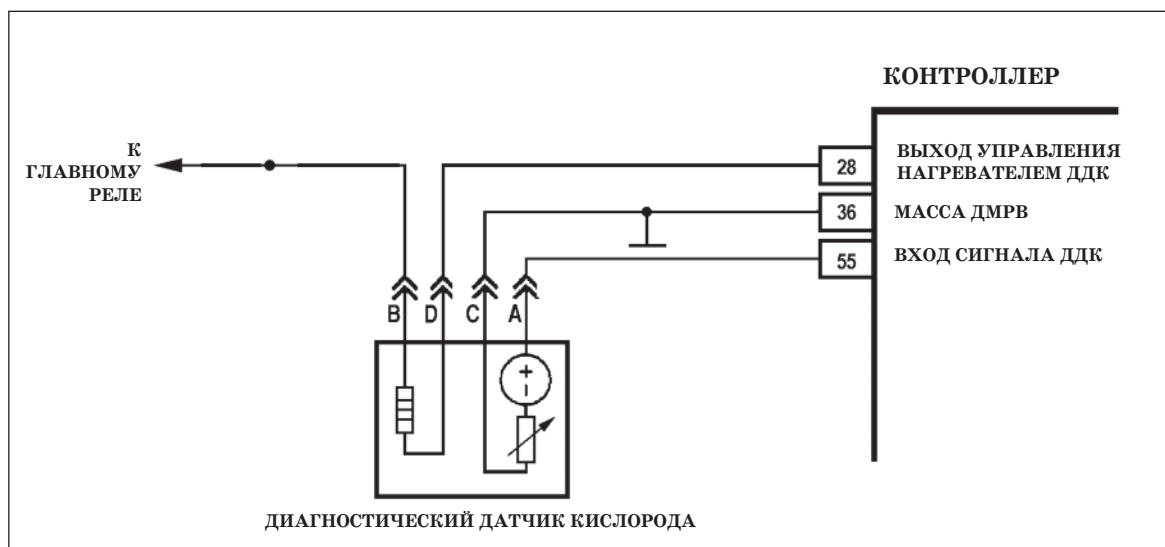 КОНТРОЛЛЕР
К
ГЛАВНОМУ
РЕЛЕ
28
ВЫХОД УПРАВЛЕНИЯ
НАГРЕВАТЕЛЕМ ДДК
36
МАССА ДМРВ
55
ВХОД СИГНАЛА ДДК
B D C A
+
-
ДИАГНОСТИЧЕСКИЙ ДАТЧИК КИСЛОРОДА